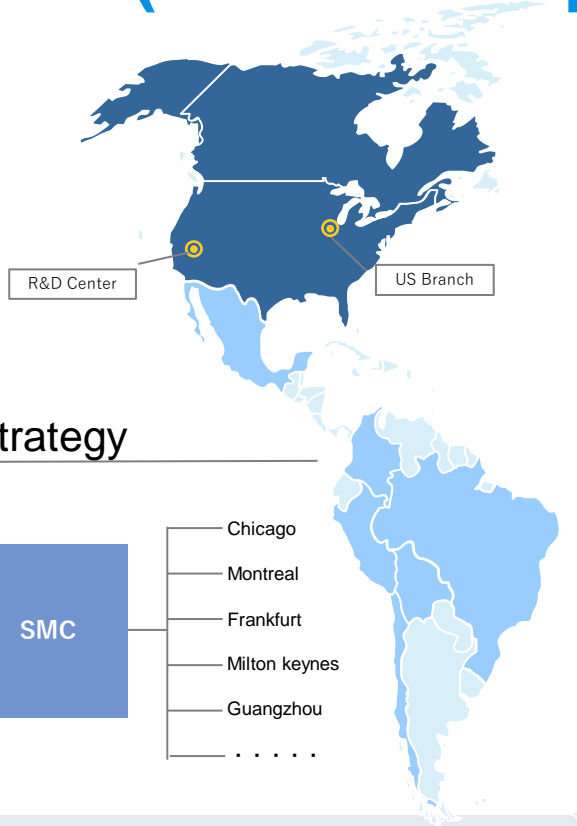 R&D Center
US Branch
trategy
SMC
Chicago
Montreal
Frankfurt
Milton keynes
Guangzhou
. . . . .